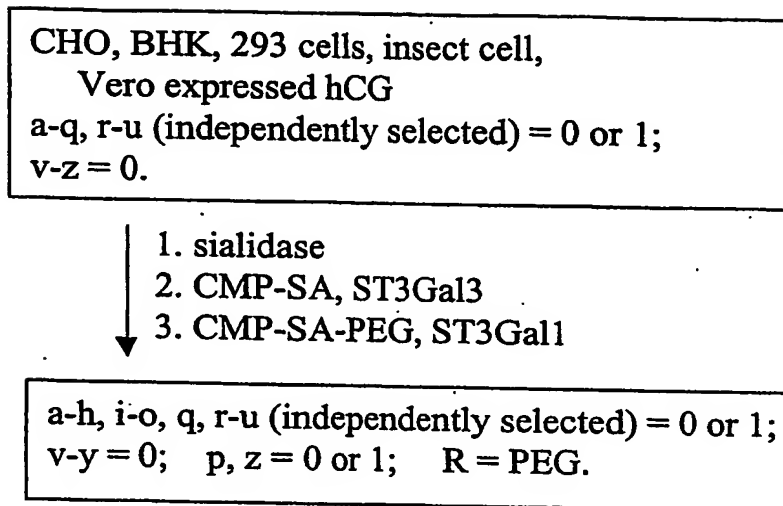 CHO, BHK, 293 cells, insect cell,
Vero expressed hCG
a-q, r-u (independently selected) = 0 or 1;
v-z = 0.
1. sialidase
2. CMP-SA, ST3Gal3
3. CMP-SA-PEG, ST3Gal1
a-h, i-o, q, r-u (independently selected) = 0 or 1;
v-y = 0; p, z = 0 or 1; R = PEG.